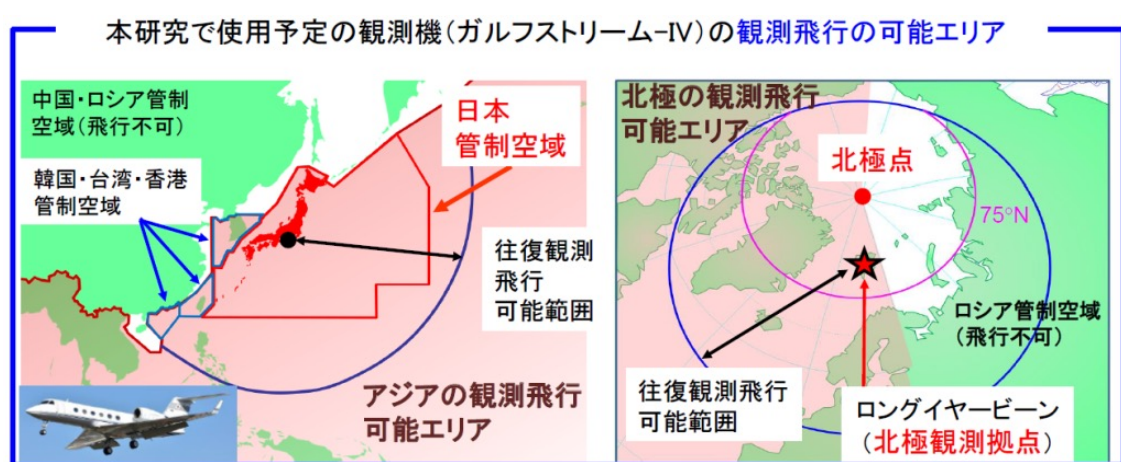 本研究で使用予定の観測機(ガルフストリーム-IV)の観測飛行の可能エリア
中国・ロシア管制
空域(飛行不可)
日本
管制空域
韓国・台湾・香港
管制空域
往復観測
飛行
可能範囲
アジアの観測飛行
可能エリア
北極の観測飛行
可能エリア
北極点
75°N
ロシア管制空域
(飛行不可)
往復観測飛行
可能範囲
ロングイヤービーン
(北極観測拠点)